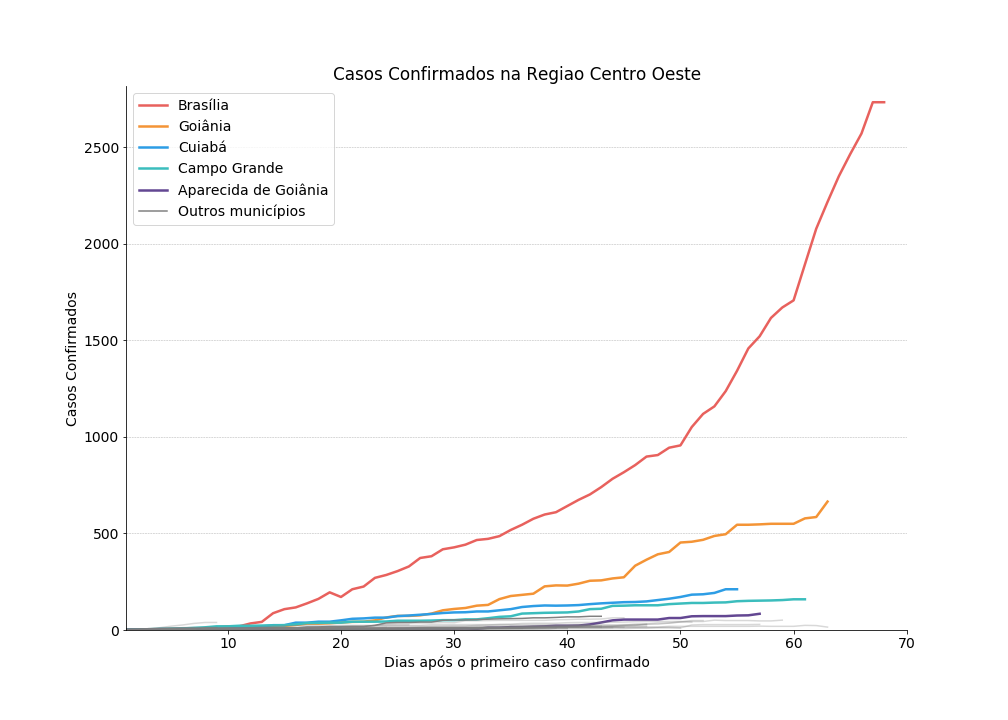 Casos Confirmados na Regiao Centro Oeste
Brasília
Goiânia
Cuiabá
Campo Grande
Aparecida de Goiânia
Outros municípios
Casos Confirmados
2500
2000
1500
1000
500
0
10 20 30 40 50 60 70
Dias após o primeiro caso confirmado